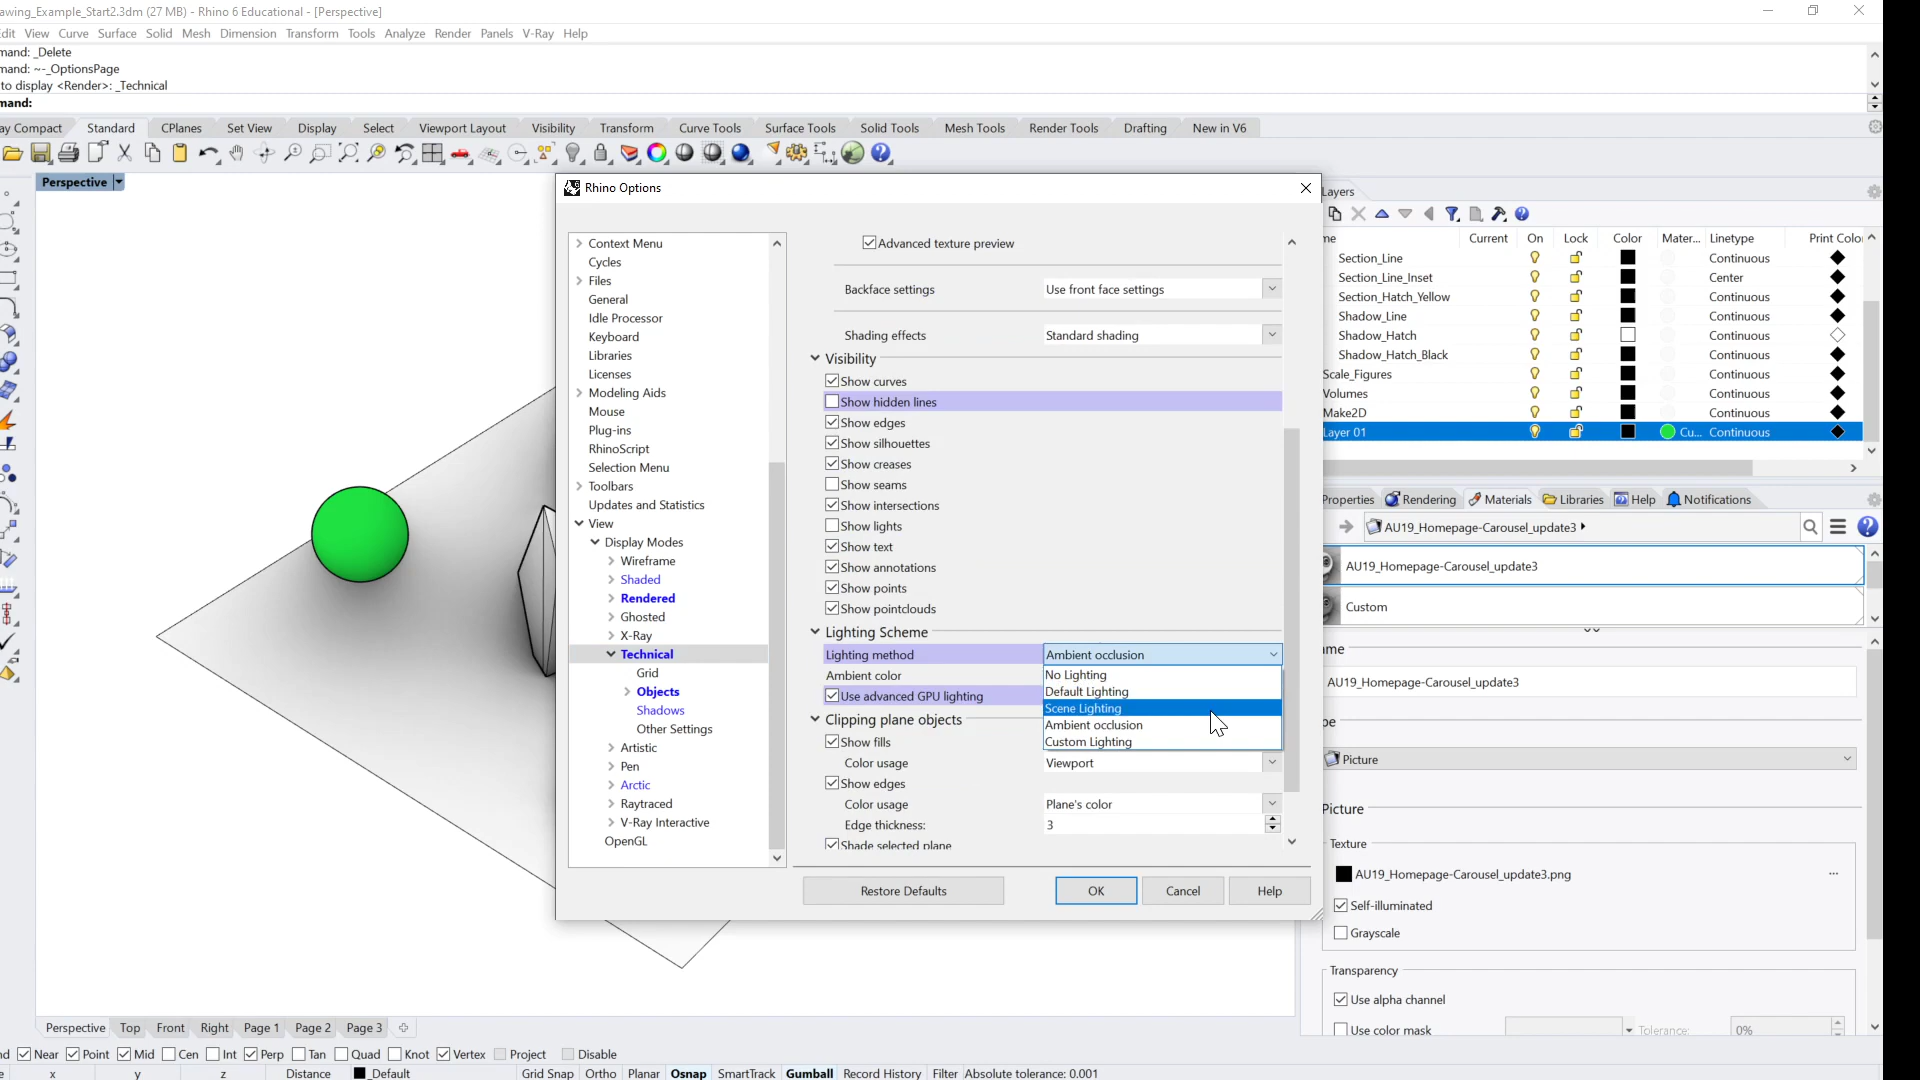 awing_Example_Start2.3dm (27 MB) - Rhino 6 Educational - [Perspective]
dit View Curve Surface Solid Mesh Dimension Transform Tools Analyze Render Panels V-Ray Help
mand: _Delete
mand: ~-_OptionsPage
to display <Render>: _Technical
mand:
ay Compact Standard CPlanes Set View Display Select Viewport Layout Visibility Transform Curve Tools Surface Tools Solid Tools Mesh Tools Render Tools Drafting New in V6
Perspective
Rhino Options
Context Menu
Cycles
Files
General
Idle Processor
Keyboard
Libraries
Licenses
Modeling Aids
Mouse
Plug-ins
RhinoScript
Selection Menu
Toolbars
Updates and Statistics
View
Display Modes
Wireframe
Shaded
Rendered
Ghosted
X-Ray
Technical
Grid
Objects
Shadows
Other Settings
Artistic
Pen
Arctic
Raytraced
V-Ray Interactive
OpenGL
Advanced texture preview
Backface settings Use front face settings
Shading effects Standard shading
Visibility
Show curves
Show hidden lines
Show edges
Show silhouettes
Show creases
Show seams
Show intersections
Show lights
Show text
Show annotations
Show points
Show pointclouds
Lighting Scheme
Lighting method Ambient occlusion
Ambient color
Use advanced GPU lighting
No Lighting
Default Lighting
Scene Lighting
Ambient occlusion
Custom Lighting
Clipping plane objects
Show fills
Color usage Viewport
Show edges
Color usage Plane's color
Edge thickness: 3
Shade selected plane
Restore Defaults OK Cancel Help
Layers
me Current On Lock Color Mater... Linetype Print Color
Section_Line Continuous
Section_Line_Inset Center
Section_Hatch_Yellow Continuous
Shadow_Line Continuous
Shadow_Hatch Continuous
Shadow_Hatch_Black Continuous
Scale_Figures Continuous
Volumes Continuous
Make2D Continuous
Layer 01 Cu... Continuous
Properties Rendering Materials Libraries Help Notifications
AU19_Homepage-Carousel_update3
AU19_Homepage-Carousel_update3
Custom
ame
AU19_Homepage-Carousel_update3
pe
Picture
Picture
Texture
AU19_Homepage-Carousel_update3.png ...
Self-illuminated
Grayscale
Transparency
Use alpha channel
Use color mask Tolerance: 0%
Perspective Top Front Right Page 1 Page 2 Page 3
nd Near Point Mid Cen Int Perp Tan Quad Knot Vertex Project Disable
e x y z Distance _Default Grid Snap Ortho Planar Osnap SmartTrack Gumball Record History Filter Absolute tolerance: 0.001